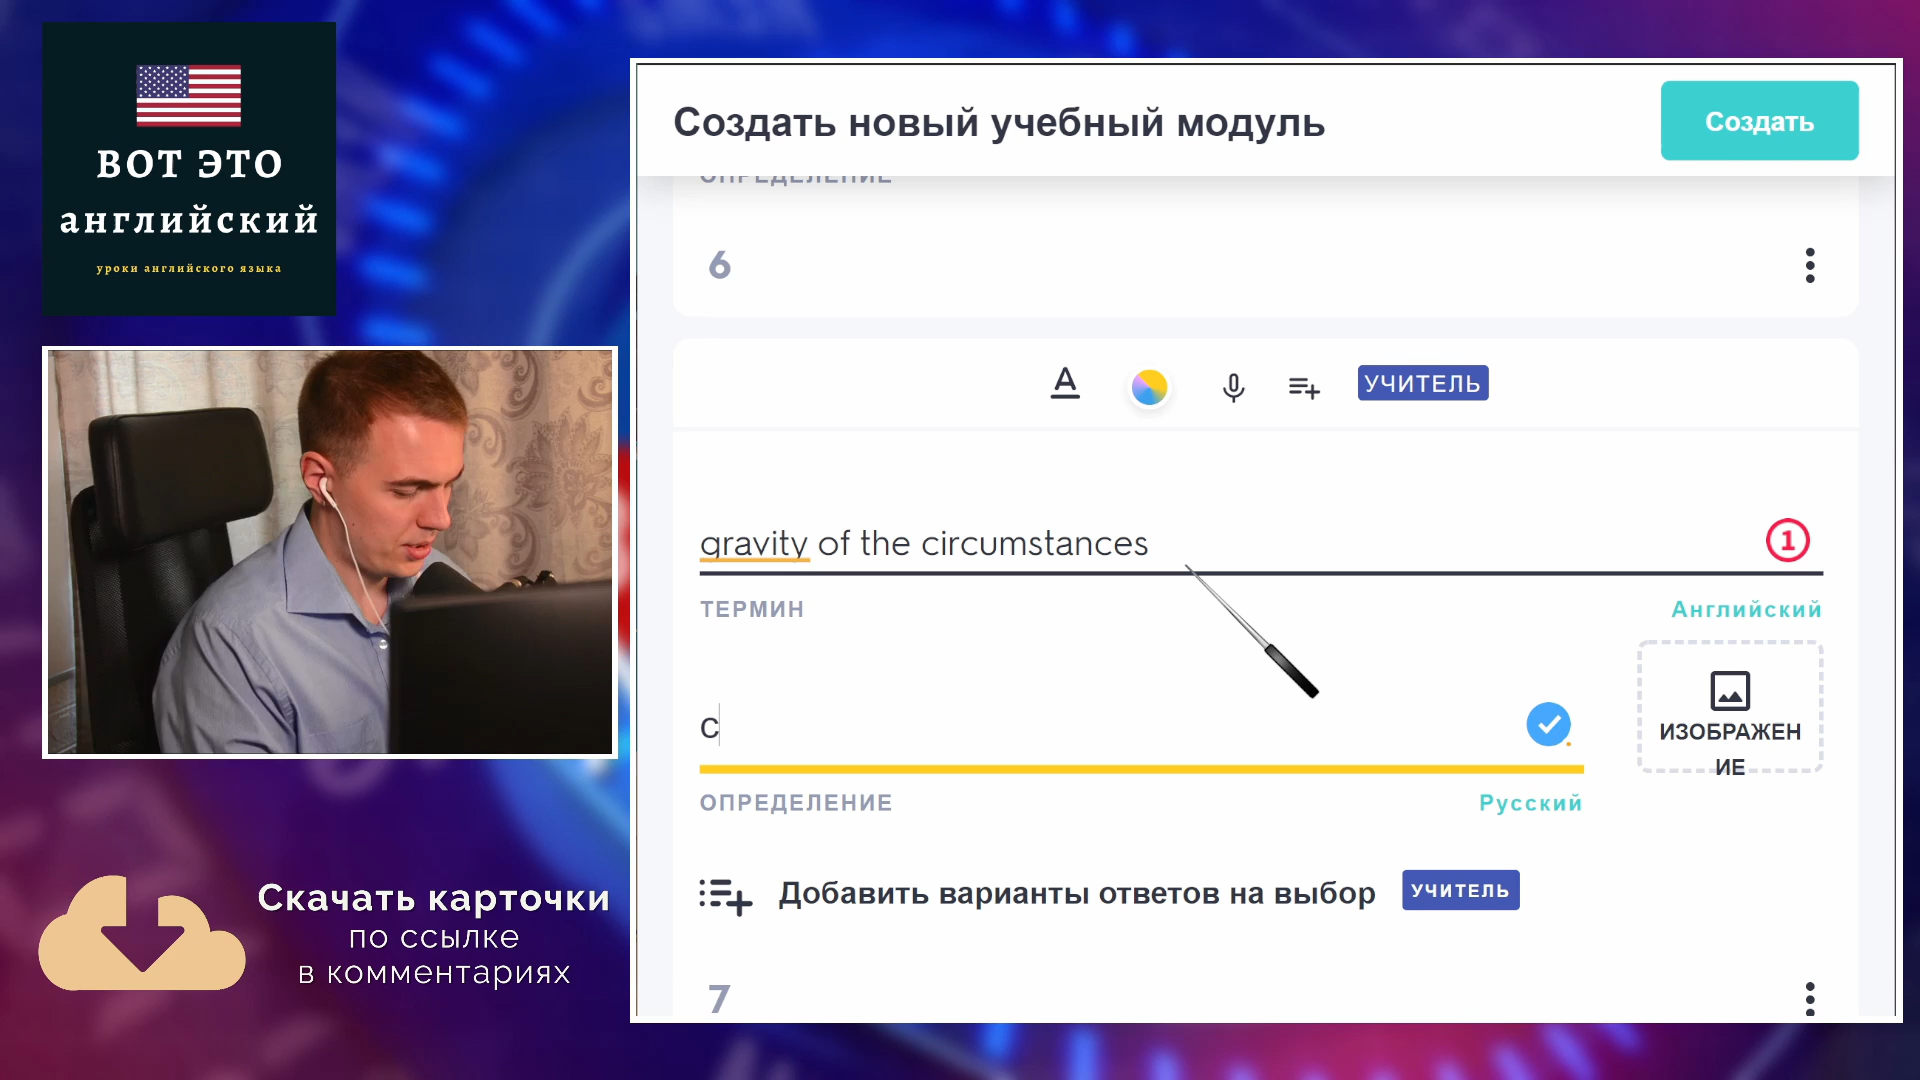 ВОТ ЭТО
английский
уроки английского языка
Скачать карточки
по ссылке
в комментариях
Создать новый учебный модуль
Создать
ОПРЕДЕЛЕНИЕ
6
УЧИТЕЛЬ
gravity of the circumstances
1
ТЕРМИН
Английский
с
ИЗОБРАЖЕН
ИЕ
ОПРЕДЕЛЕНИЕ
Русский
Добавить варианты ответов на выбор
УЧИТЕЛЬ
7